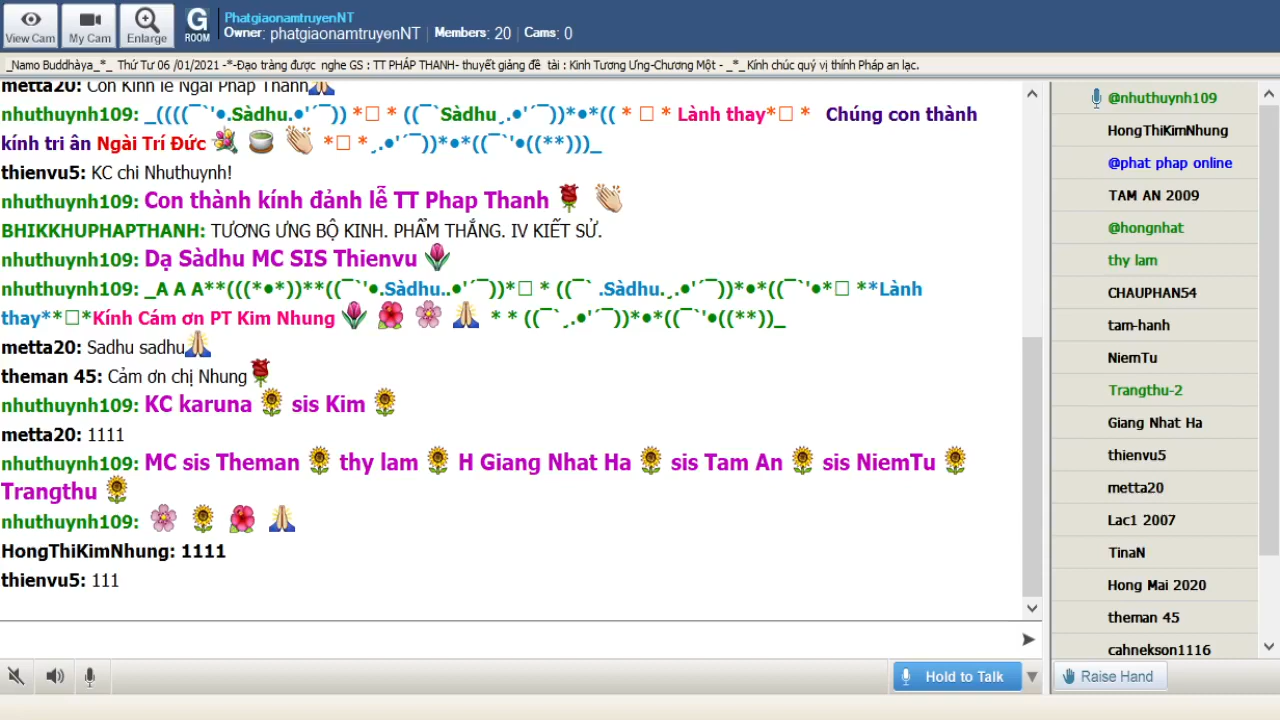 View Cam
My Cam
Enlarge
G
ROOM
PhatgiaonamtruyenNT
Owner: phatgiaonamtruyenNT | Members: 20 | Cams: 0
_Namo Buddhàya_*_ Thứ Tư 06 /01/2021 -*-Đạo tràng được nghe GS : TT PHÁP THANH- thuyết giảng đề tài : Kinh Tương Ưng-Chương Một - _*_Kính chúc quý vị thính Pháp an lạc.
metta20: Con Kính lễ Ngài Pháp Thanh🙏
nhuthuynh109: _((((¯`'•.Sàdhu.•'´¯)) *□ * ((¯`Sàdhu¸.•'´¯))*•*(( * □ * Lành thay*□ * Chúng con thành
kính tri ân Ngài Trí Đức 💐 🍵 👏 *□ *¸.•'´¯))*•*((¯`'•((**)))_
thienvu5: KC chi Nhuthuynh!
nhuthuynh109: Con thành kính đảnh lễ TT Phap Thanh 🌹 👏
BHIKKHUPHAPTHANH: TƯƠNG ƯNG BỘ KINH. PHẨM THẮNG. IV KIẾT SỬ.
nhuthuynh109: Dạ Sàdhu MC SIS Thienvu 🌷
nhuthuynh109: _A A A**(((*•*))**((¯`'•.Sàdhu..•'´¯))*□ * ((¯` .Sàdhu.¸.•'´¯))*•*((¯`'•*□ **Lành
thay**□*Kính Cám ơn PT Kim Nhung 🌷 🌺 🌸 🙏 * * ((¯`¸.•'´¯))*•*((¯`'•((**))_
metta20: Sadhu sadhu🙏
theman 45: Cảm ơn chị Nhung🌹
nhuthuynh109: KC karuna 🌻 sis Kim 🌻
metta20: 1111
nhuthuynh109: MC sis Theman 🌻 thy lam 🌻 H Giang Nhat Ha 🌻 sis Tam An 🌻 sis NiemTu 🌻
Trangthu 🌻
nhuthuynh109: 🌸 🌻 🌺 🙏
HongThiKimNhung: 1111
thienvu5: 111
@nhuthuynh109
HongThiKimNhung
@phat phap online
TAM AN 2009
@hongnhat
thy lam
CHAUPHAN54
tam-hanh
NiemTu
Trangthu-2
Giang Nhat Ha
thienvu5
metta20
Lac1 2007
TinaN
Hong Mai 2020
theman 45
cahnekson1116
Hold to Talk
Raise Hand